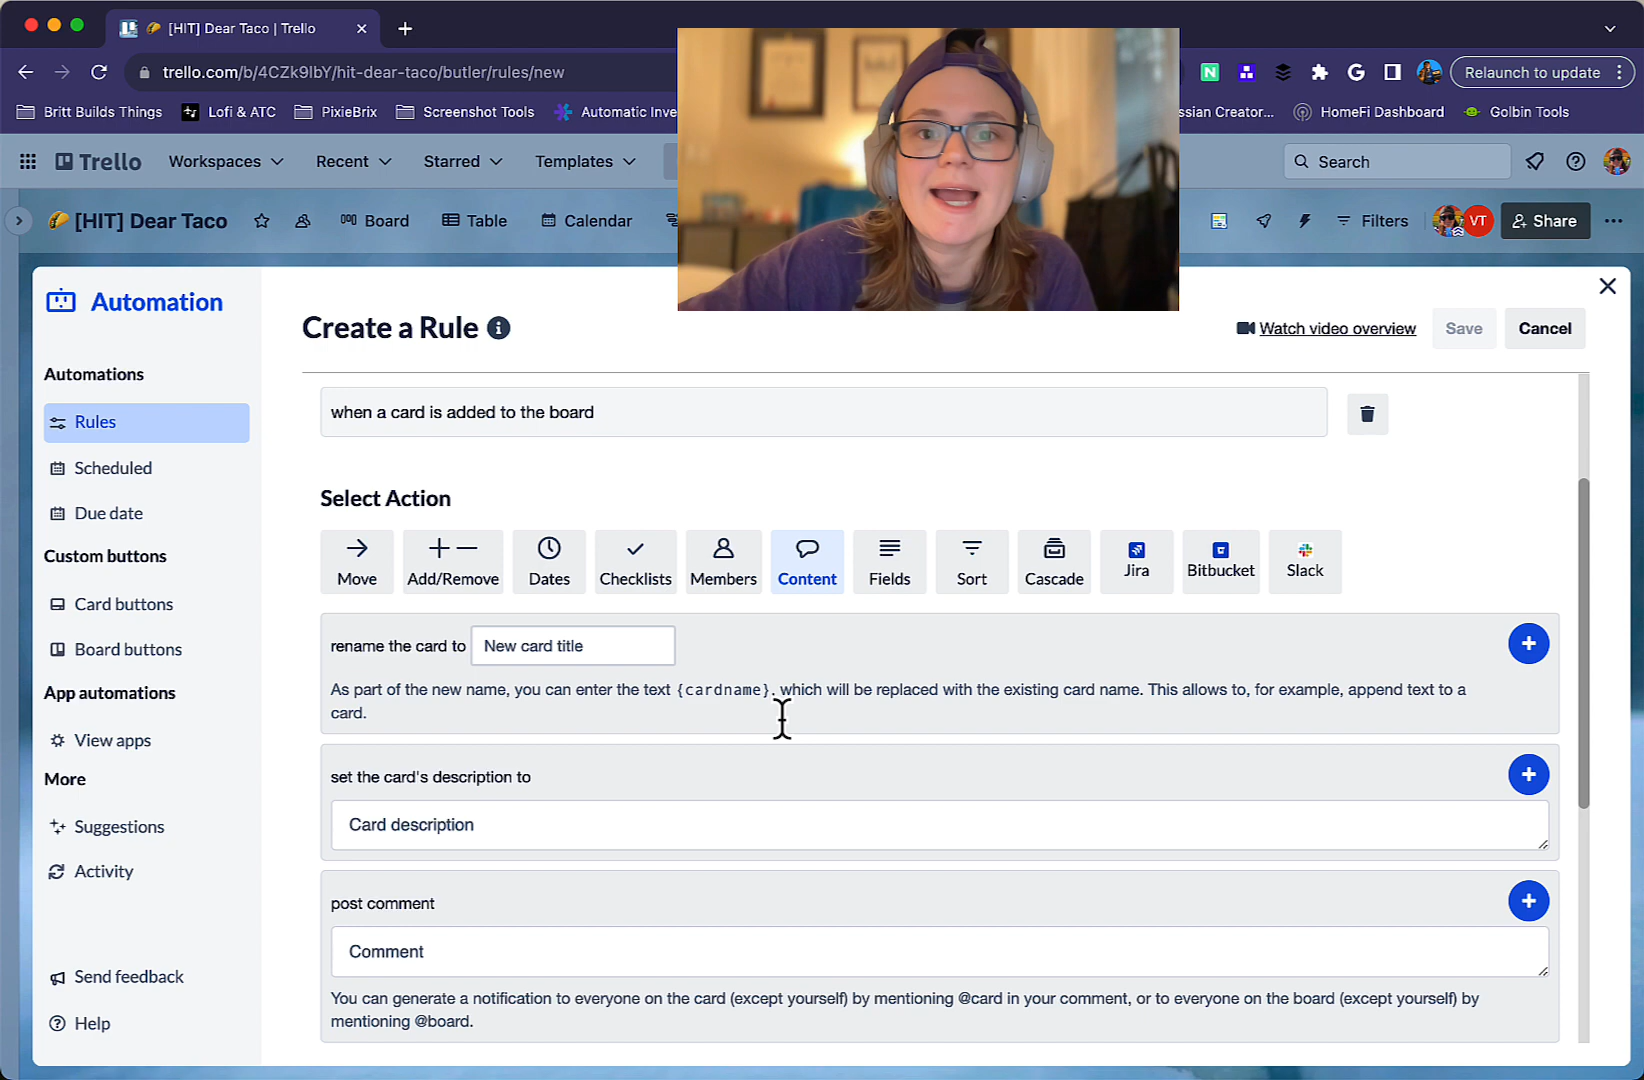 [HIT] Dear Taco | Trello
trello.com/b/4CZk9lbY/hit-dear-taco/butler/rules/new
Relaunch to update
Britt Builds Things
Lofi & ATC
PixieBrix
Screenshot Tools
Automatic Inve
ssian Creator...
HomeFi Dashboard
Golbin Tools
Trello
Workspaces
Recent
Starred
Templates
Search
[HIT] Dear Taco
Board
Table
Calendar
Filters
VT
Share
Automation
Automations
Rules
Scheduled
Due date
Custom buttons
Card buttons
Board buttons
App automations
View apps
More
Suggestions
Activity
Send feedback
Help
Create a Rule
Watch video overview
Save
Cancel
when a card is added to the board
Select Action
Move
Add/Remove
Dates
Checklists
Members
Content
Fields
Sort
Cascade
Jira
Bitbucket
Slack
rename the card to New card title
As part of the new name, you can enter the text {cardname}. which will be replaced with the existing card name. This allows to, for example, append text to a
card.
set the card's description to
Card description
post comment
Comment
You can generate a notification to everyone on the card (except yourself) by mentioning @card in your comment, or to everyone on the board (except yourself) by
mentioning @board.